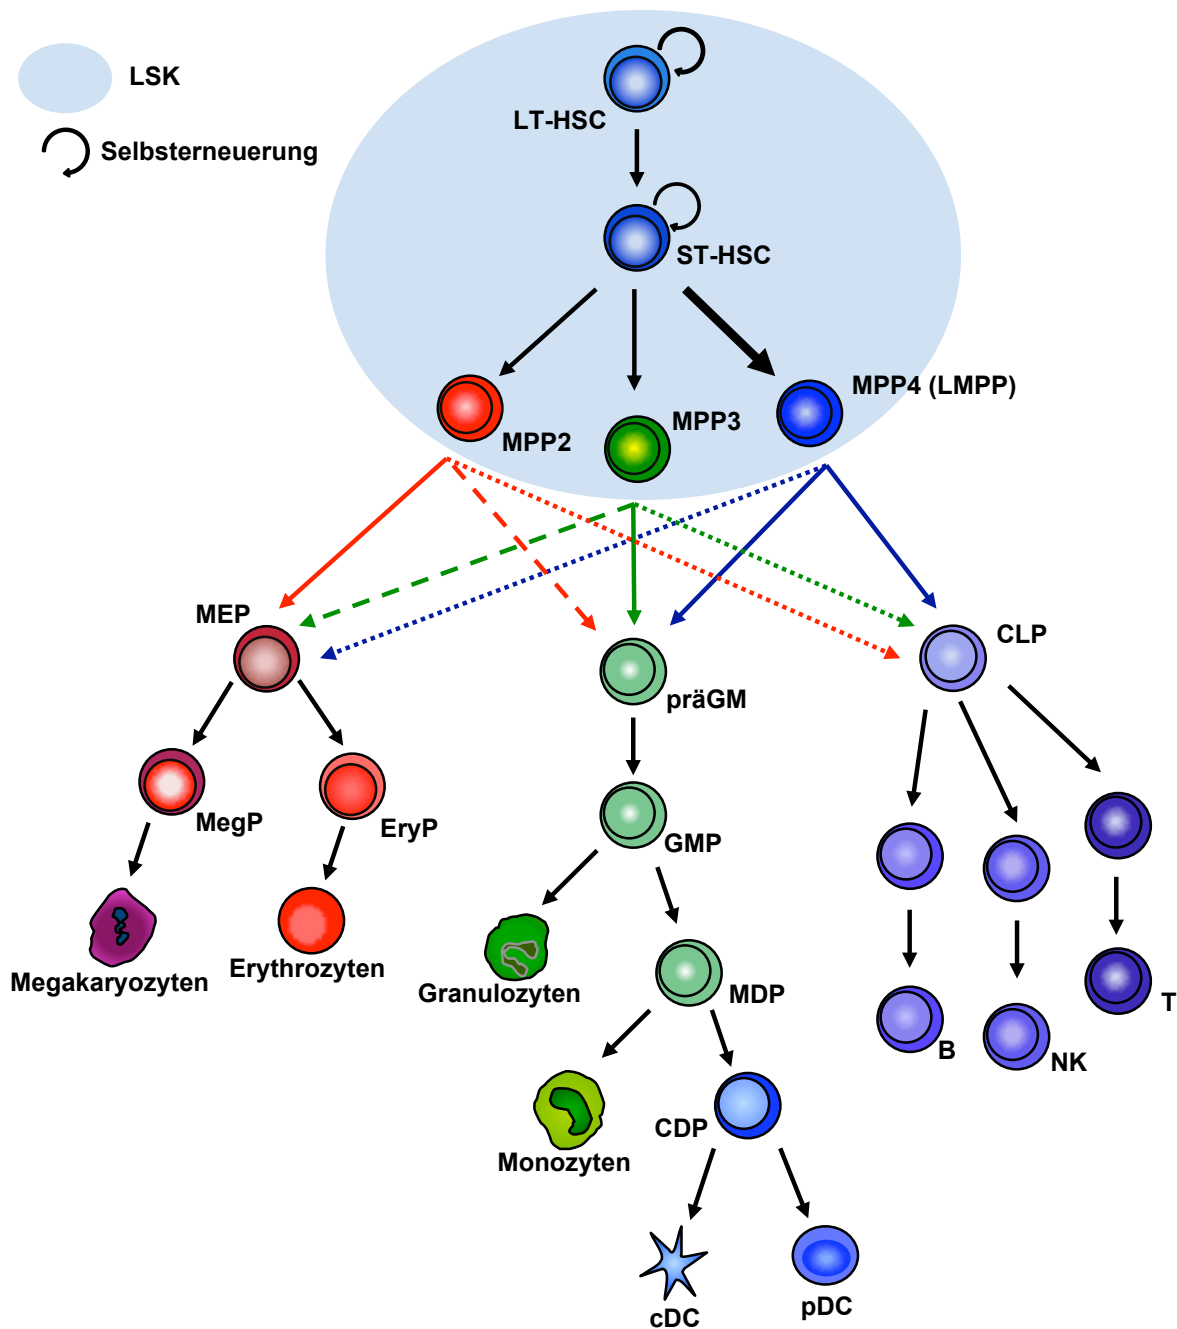 LSK
Selbsterneuerung
LT-HSC
ST-HSC
MPP4 (LMPP)
MPP3
MPP2
MEP
CLP
präGM
MegP
EryP
GMP
Megakaryozyten
Erythrozyten
Granulozyten
MDP
B
NK
T
CDP
Monozyten
cDC
pDC